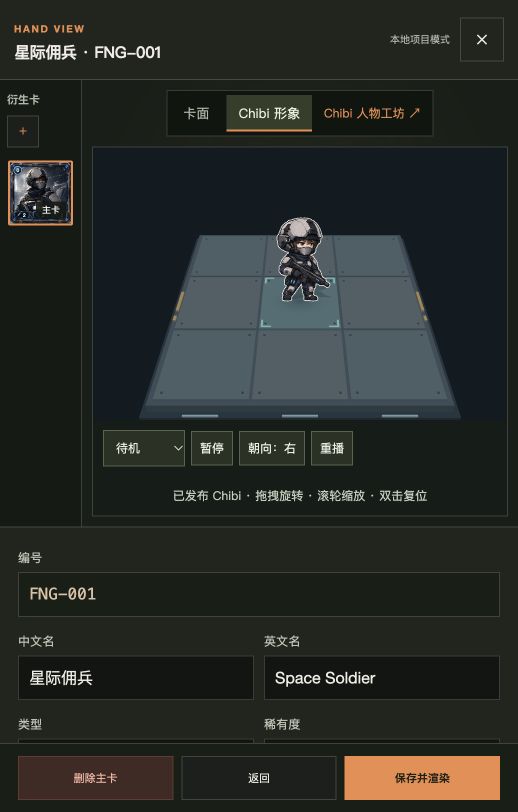 HAND VIEW
星际佣兵 · FNG-001
本地项目模式
衍生卡
+
主卡
2
卡面
Chibi 形象
Chibi 人物工坊 ↗
待机
暂停
朝向：右
重播
已发布 Chibi · 拖拽旋转 · 滚轮缩放 · 双击复位
编号
FNG-001
中文名
英文名
星际佣兵
Space Soldier
类型
稀有度
删除主卡
返回
保存并渲染